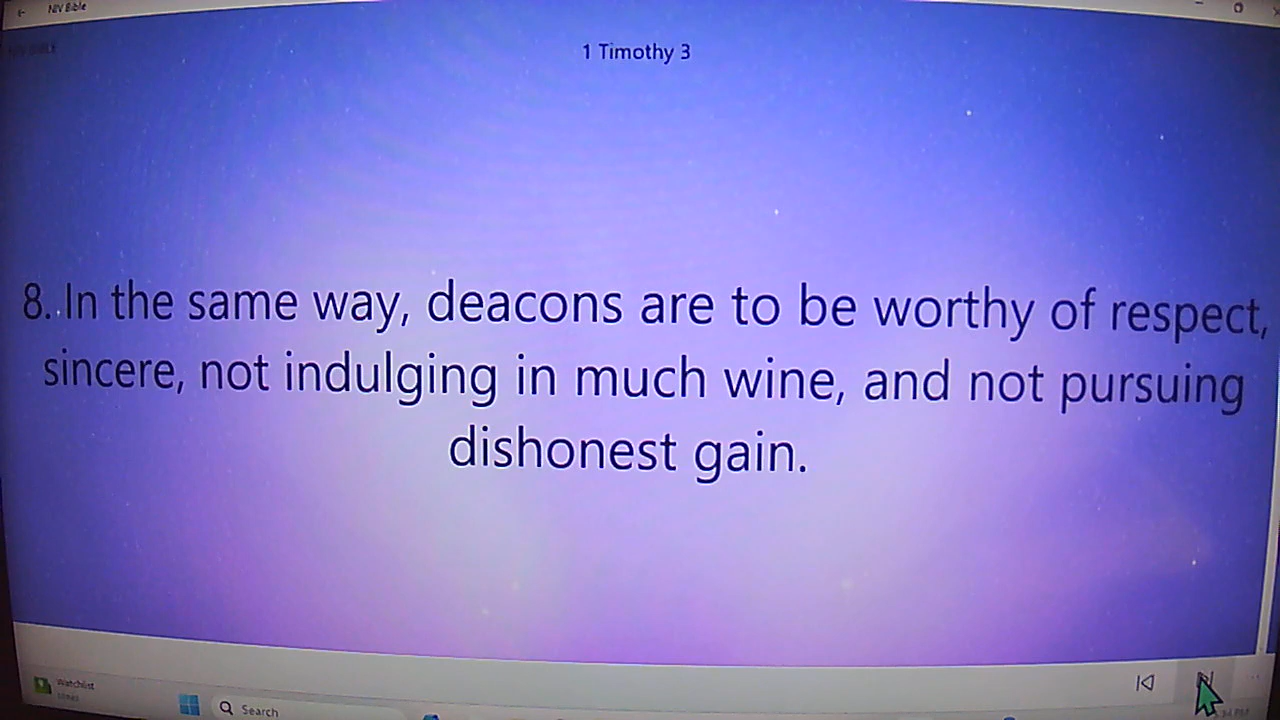 NIV Bible
1 Timothy 3
8. In the same way, deacons are to be worthy of respect,
sincere, not indulging in much wine, and not pursuing
dishonest gain.
Watchlist
Search